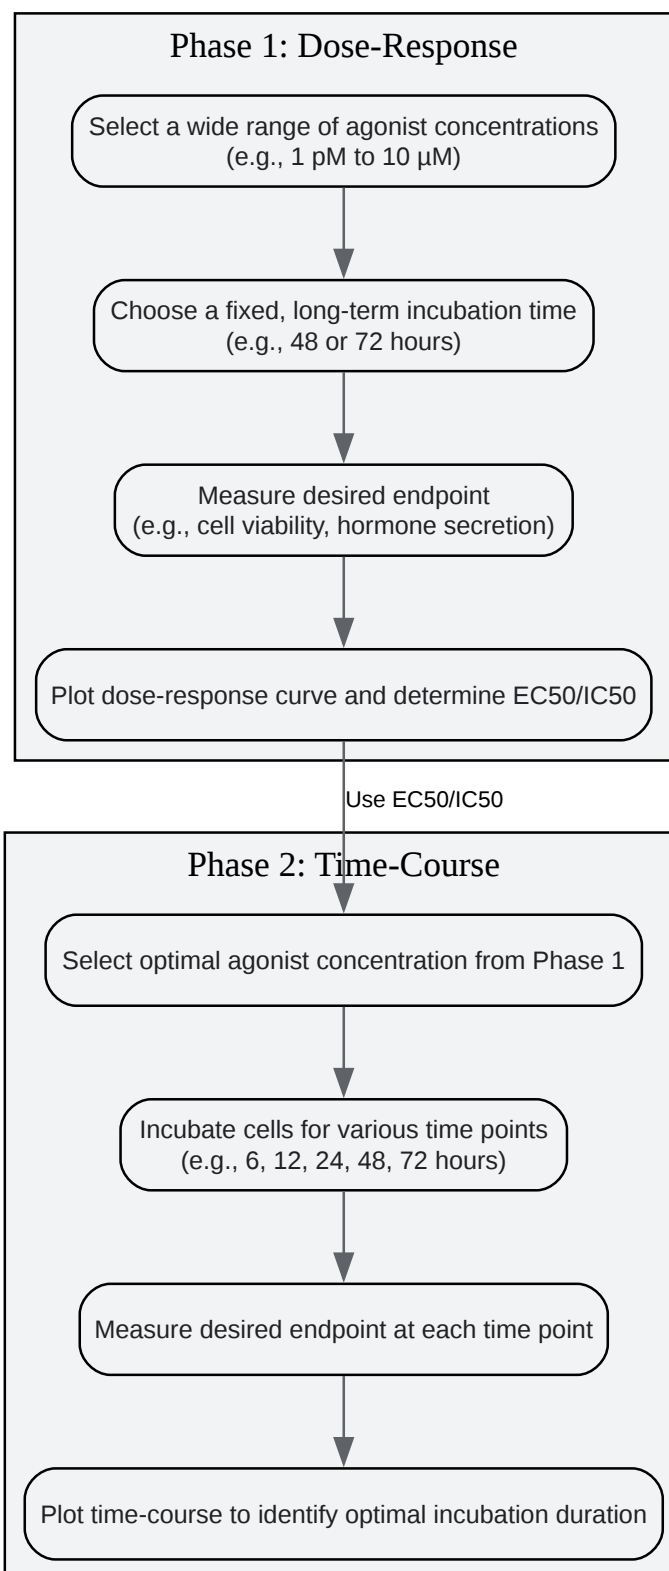 Phase 1: Dose-Response
Select a wide range of agonist concentrations
(e.g., 1 pM to 10 µM)
Choose a fixed, long-term incubation time
(e.g., 48 or 72 hours)
Measure desired endpoint
(e.g., cell viability, hormone secretion)
Plot dose-response curve and determine EC50/IC50
Use EC50/IC50
Phase 2: Time-Course
Select optimal agonist concentration from Phase 1
Incubate cells for various time points
(e.g., 6, 12, 24, 48, 72 hours)
Measure desired endpoint at each time point
Plot time-course to identify optimal incubation duration